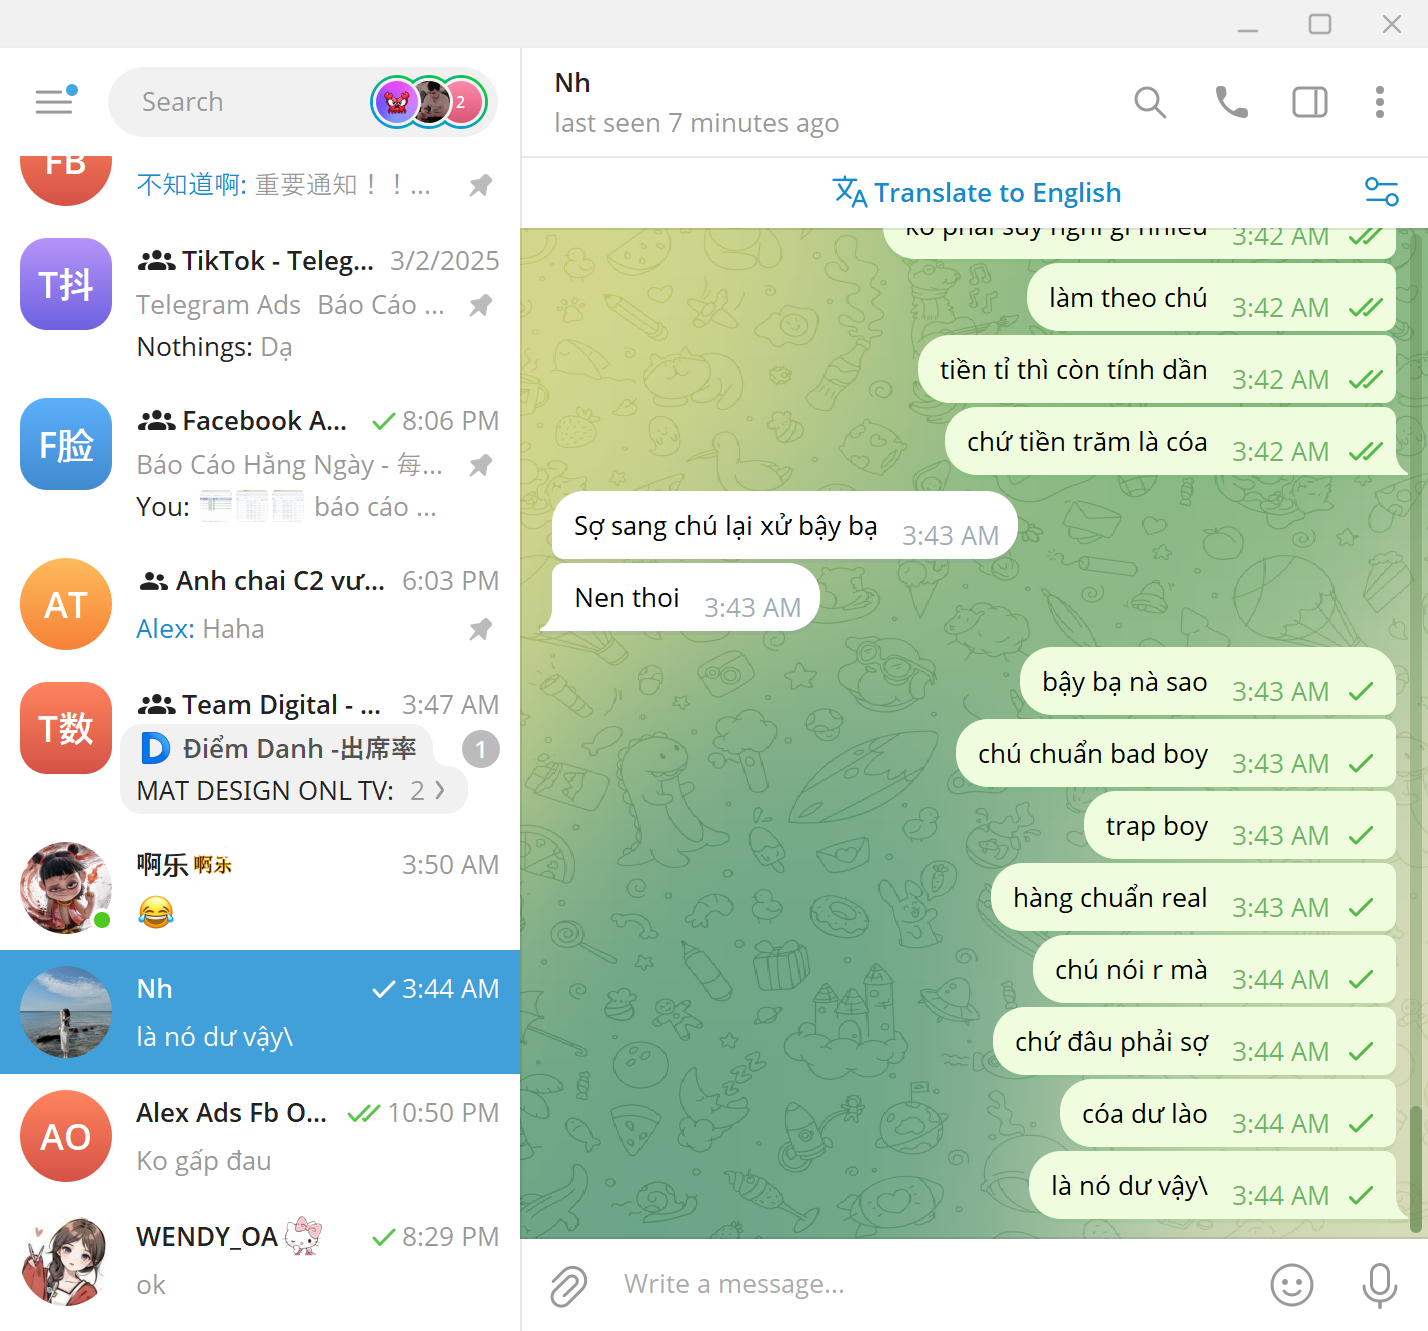 Search
2
FB
不知道啊: 重要通知！！...
T抖
TikTok - Teleg... 3/2/2025
Telegram Ads Báo Cáo ...
Nothings: Dạ
F脸
Facebook A... 8:06 PM
Báo Cáo Hằng Ngày - 每...
You: báo cáo ...
AT
Anh chai C2 vư... 6:03 PM
Alex: Haha
T数
Team Digital - ... 3:47 AM
Điểm Danh -出席率 1
MAT DESIGN ONL TV: 2
啊乐 啊乐 3:50 AM
Nh 3:44 AM
là nó dư vậy\
AO
Alex Ads Fb O... 10:50 PM
Ko gấp đau
WENDY_OA 8:29 PM
ok
Nh
last seen 7 minutes ago
Translate to English
ko phải suy nghĩ gì nhiều 3:42 AM
làm theo chú 3:42 AM
tiền tỉ thì còn tính dần 3:42 AM
chứ tiền trăm là cóa 3:42 AM
Sợ sang chú lại xử bậy bạ 3:43 AM
Nen thoi 3:43 AM
bậy bạ nà sao 3:43 AM
chú chuẩn bad boy 3:43 AM
trap boy 3:43 AM
hàng chuẩn real 3:43 AM
chú nói r mà 3:44 AM
chứ đâu phải sợ 3:44 AM
cóa dư lào 3:44 AM
là nó dư vậy\ 3:44 AM
Write a message...